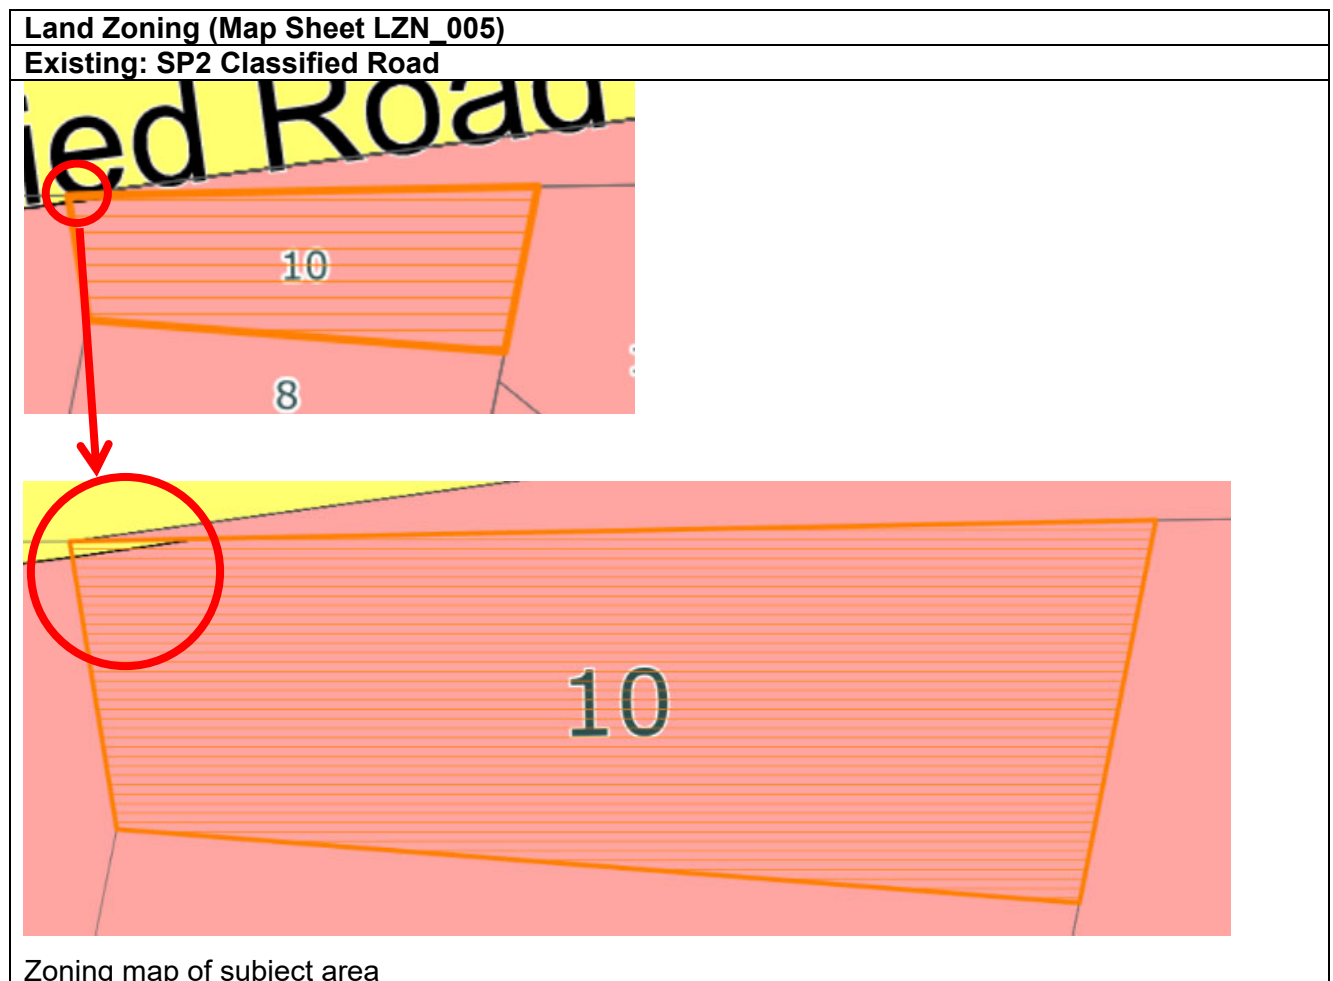 Land Zoning (Map Sheet LZN_005)
Existing: SP2 Classified Road
ied Road
10
8
10
Zoning map of subject area